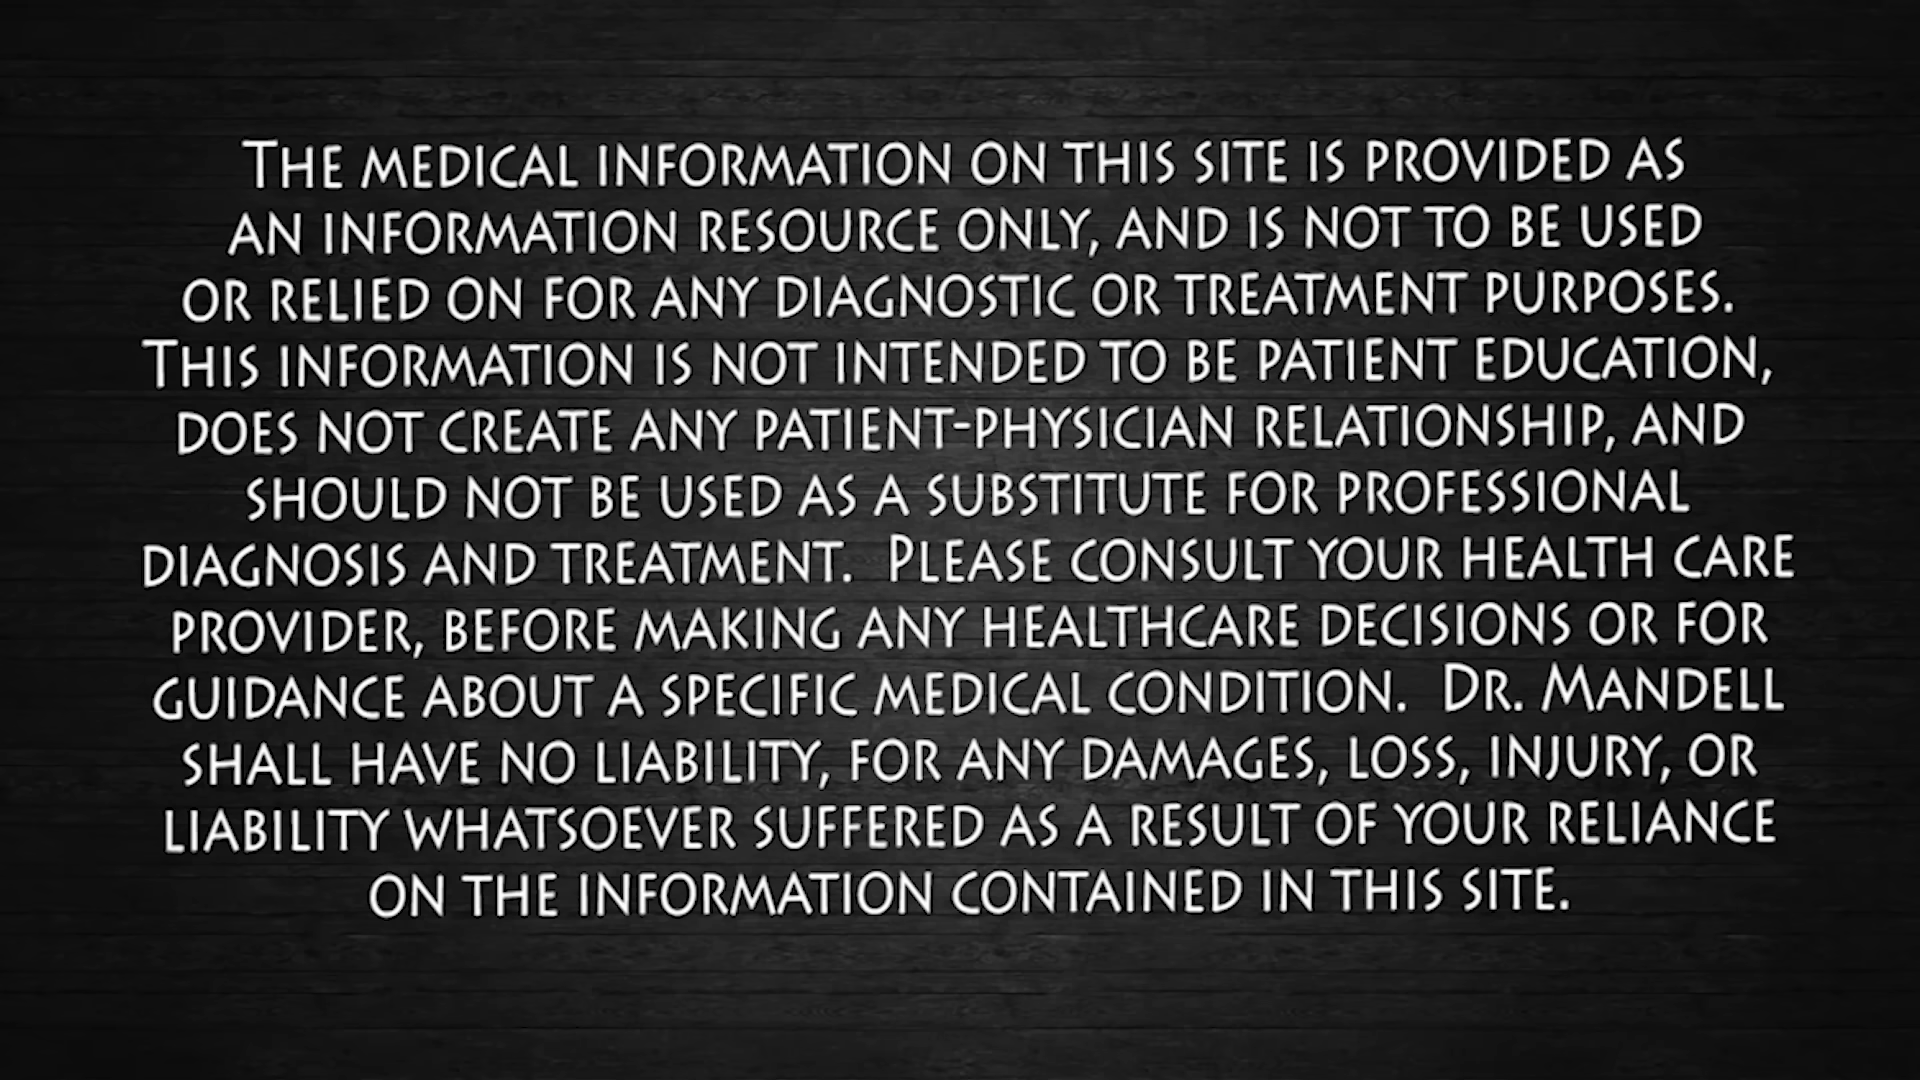 The medical information on this site is provided as
an information resource only, and is not to be used
or relied on for any diagnostic or treatment purposes.
This information is not intended to be patient education,
does not create any patient-physician relationship, and
should not be used as a substitute for professional
diagnosis and treatment.  Please consult your health care
provider, before making any healthcare decisions or for
guidance about a specific medical condition.  Dr. Mandell
shall have no liability, for any damages, loss, injury, or
liability whatsoever suffered as a result of your reliance
on the information contained in this site.